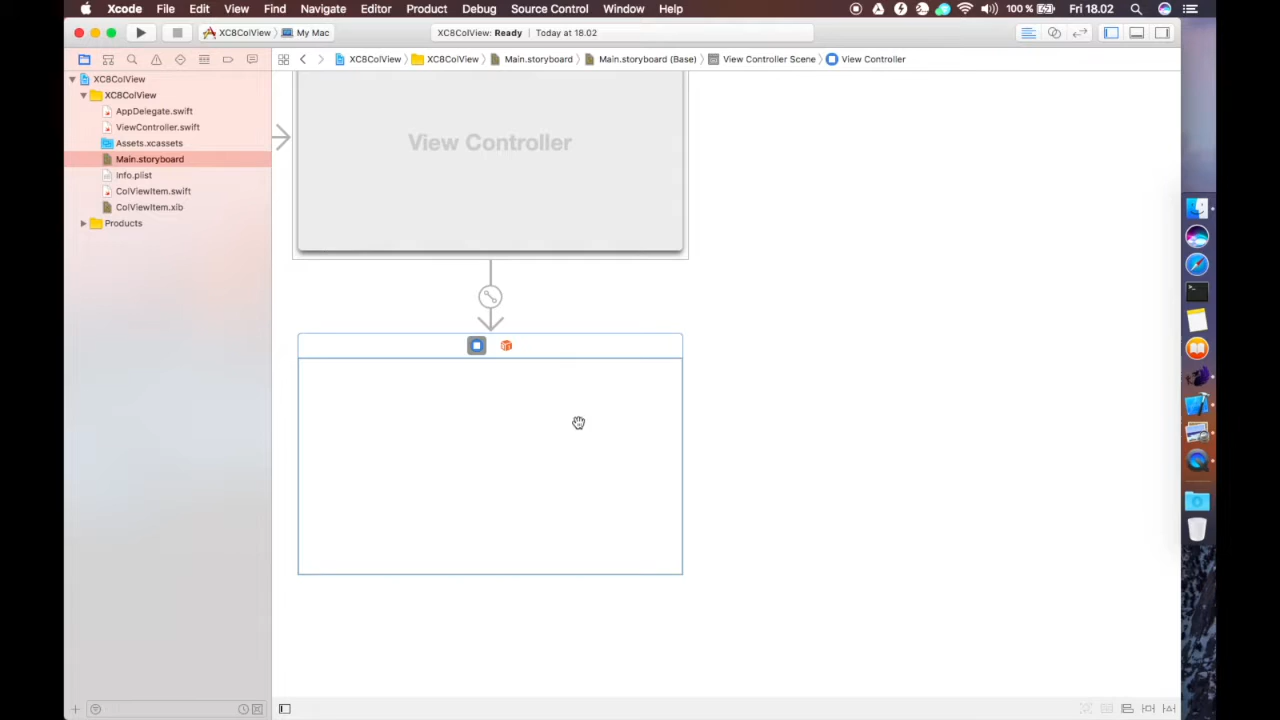 Xcode File Edit View Find Navigate Editor Product Debug Source Control Window Help 100 % Fri 18.02
XC8ColView My Mac XC8ColView: Ready Today at 18.02
XC8ColView XC8ColView Main.storyboard Main.storyboard (Base) View Controller Scene View Controller
XC8ColView
XC8ColView
AppDelegate.swift
ViewController.swift
Assets.xcassets
Main.storyboard
Info.plist
ColViewItem.swift
ColViewItem.xib
Products
View Controller